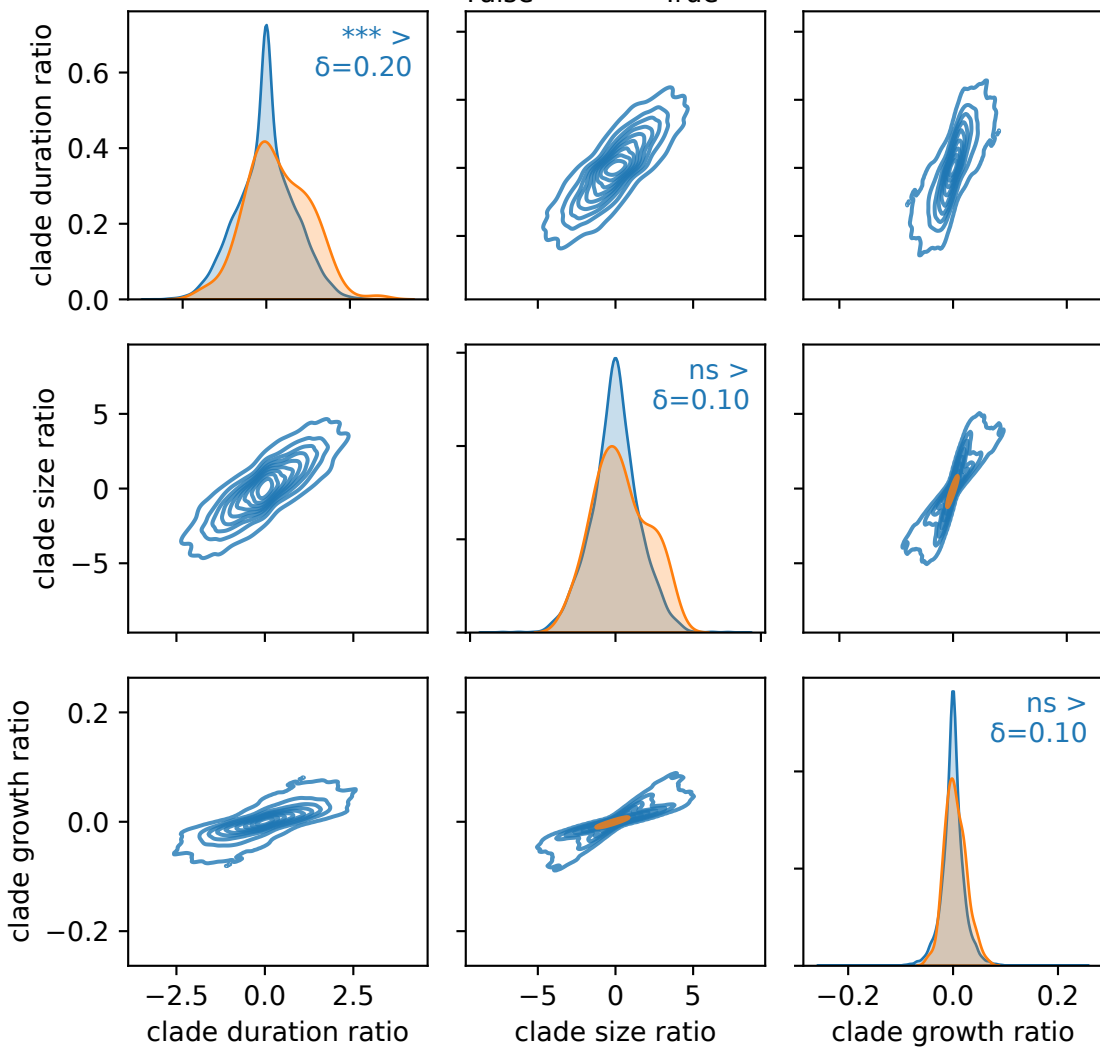 *** >
δ=0.20
clade duration ratio
0.6
0.4
0.2
0.0
ns >
δ=0.10
clade size ratio
5
0
−5
ns >
δ=0.10
clade growth ratio
0.2
0.0
−0.2
−2.5 0.0 2.5
−5 0 5
−0.2 0.0 0.2
clade duration ratio
clade size ratio
clade growth ratio